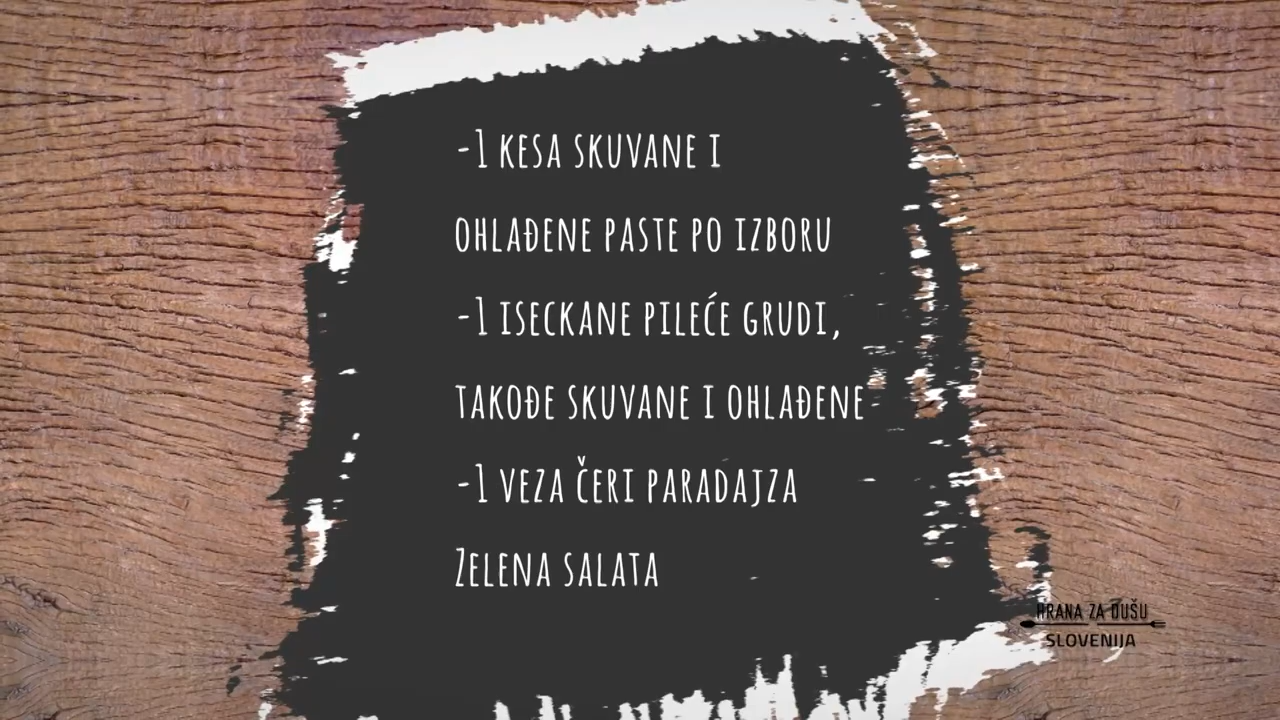 -1 KESA SKUVANE I
OHLAĐENE PASTE PO IZBORU
-1 ISECKANE PILEĆE GRUDI,
TAKOĐE SKUVANE I OHLAĐENE
-1 VEZA ČERI PARADAJZA
ZELENA SALATA
HRANA ZA DUŠU
SLOVENIJA